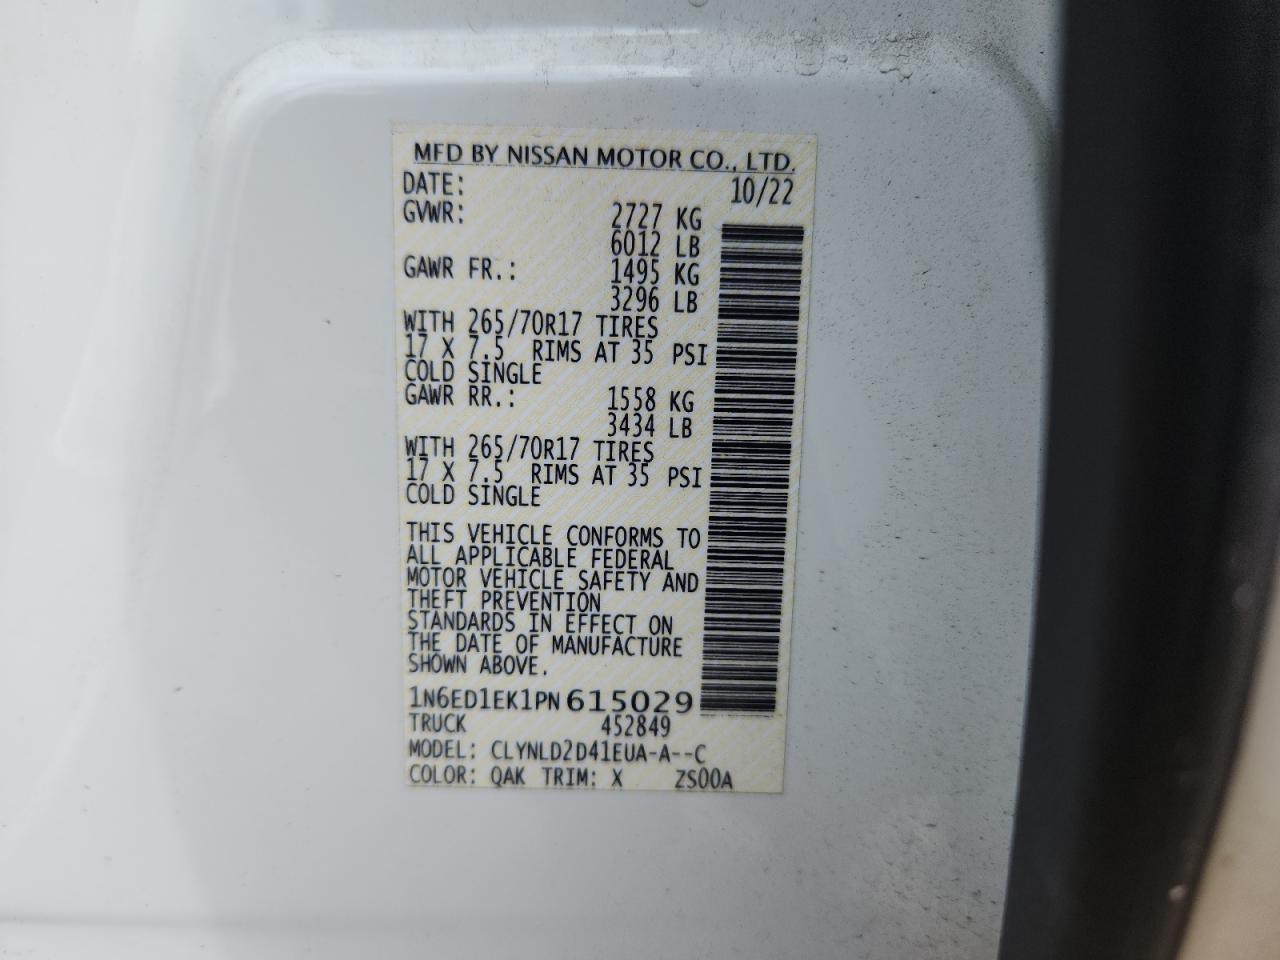 MFD BY NISSAN MOTOR CO., LTD.
DATE: 10/22
GVWR: 2727 KG
6012 LB
GAWR FR.: 1495 KG
3296 LB
WITH 265/70R17 TIRES
17 X 7.5 RIMS AT 35 PSI
COLD SINGLE
GAWR RR.: 1558 KG
3434 LB
WITH 265/70R17 TIRES
17 X 7.5 RIMS AT 35 PSI
COLD SINGLE
THIS VEHICLE CONFORMS TO
ALL APPLICABLE FEDERAL
MOTOR VEHICLE SAFETY AND
THEFT PREVENTION
STANDARDS IN EFFECT ON
THE DATE OF MANUFACTURE
SHOWN ABOVE.
1N6ED1EK1PN615029
TRUCK 452849
MODEL: CLYNLD2D41EUA-A--C
COLOR: QAK TRIM: X ZS00A